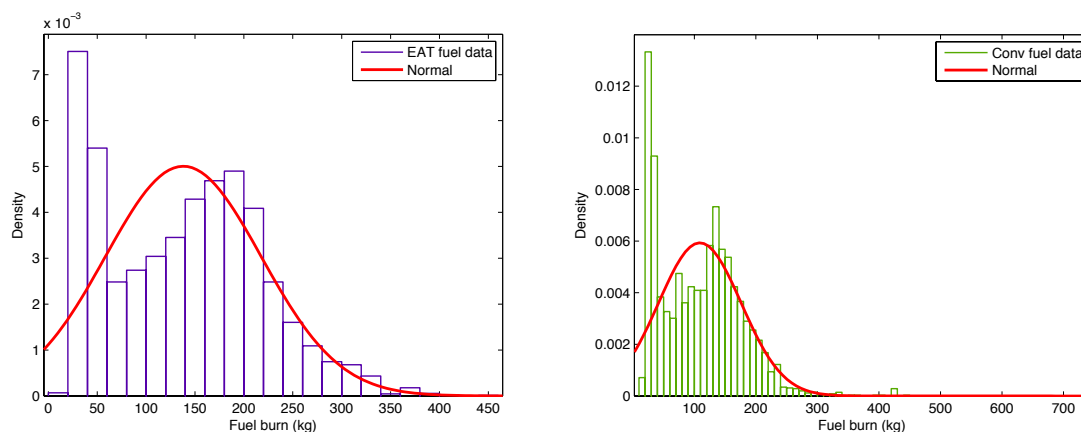 x 10⁻³
EAT fuel data
Normal
7
6
5
4
3
2
1
0
Density
0 50 100 150 200 250 300 350 400 450
Fuel burn (kg)
Conv fuel data
Normal
0.012
0.01
0.008
0.006
0.004
0.002
0
Density
100 200 300 400 500 600 700
Fuel burn (kg)